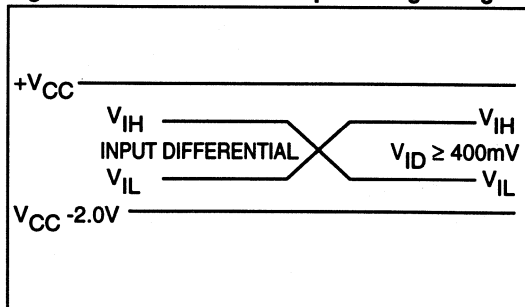 +VCC
VIH VIH
INPUT DIFFERENTIAL VID ≥ 400mV
VIL VIL
VCC -2.0V